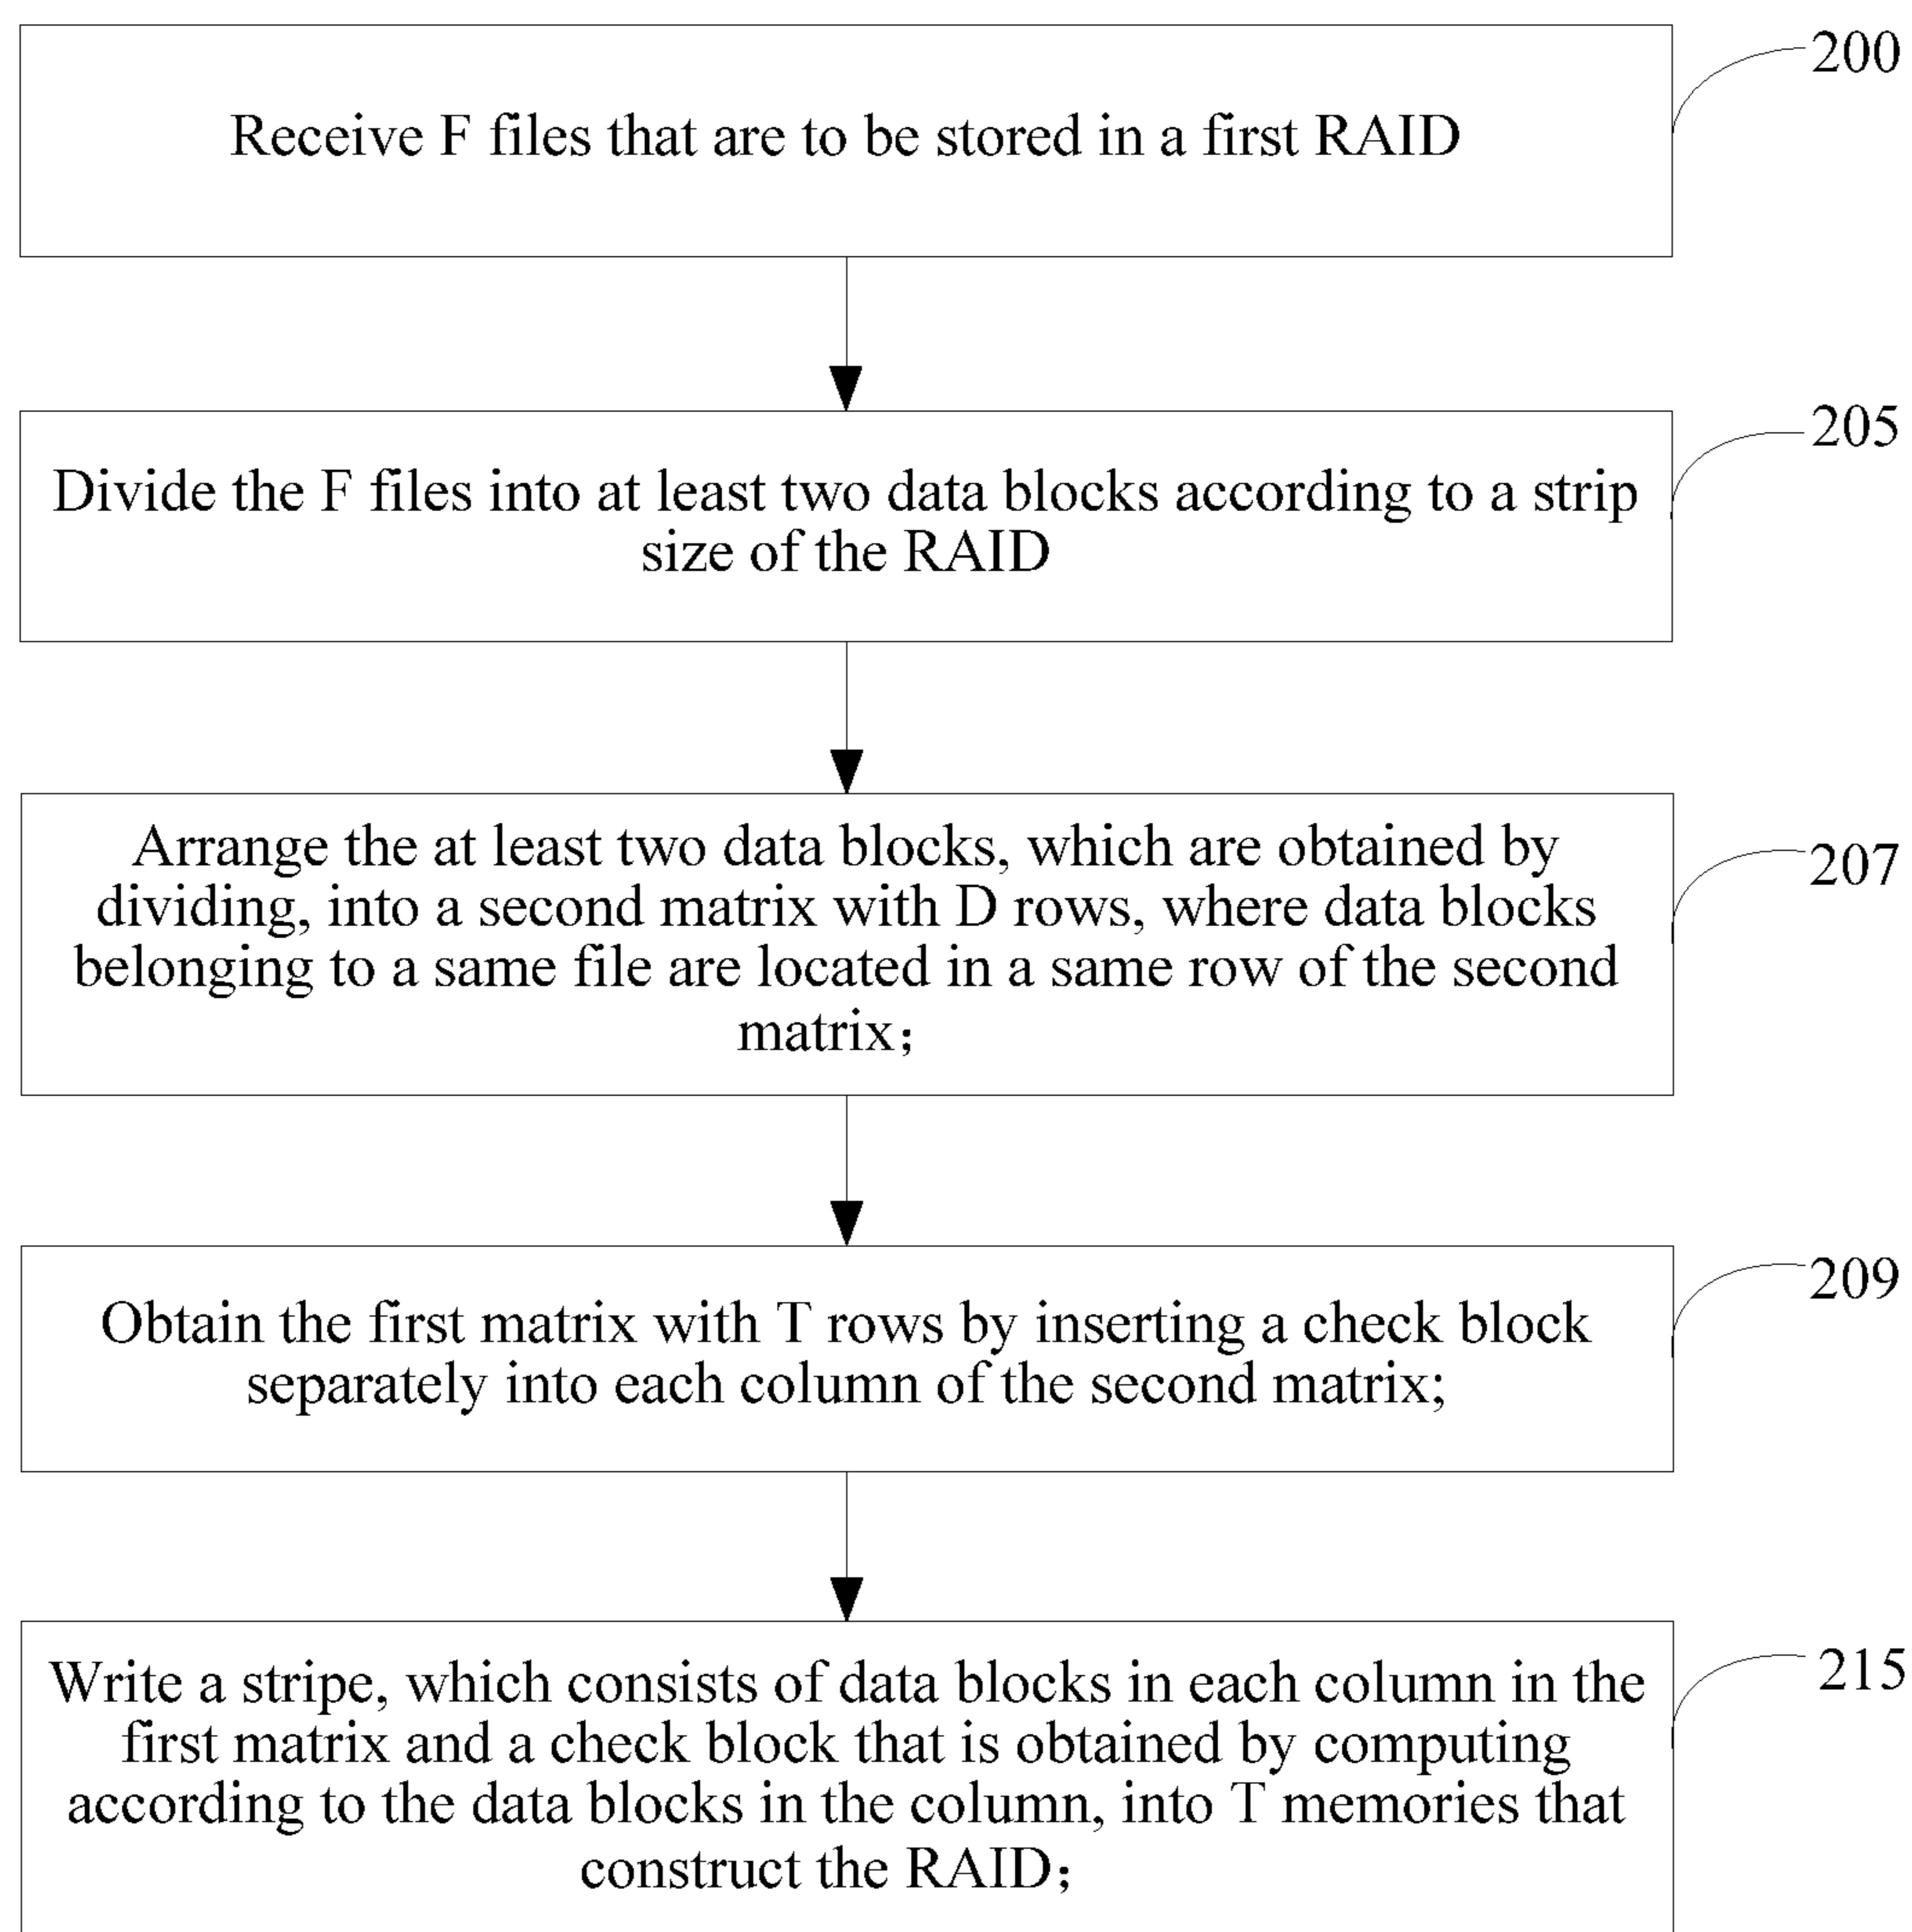 Receive F files that are to be stored in a first RAID
200
Divide the F files into at least two data blocks according to a strip
size of the RAID
205
Arrange the at least two data blocks, which are obtained by
dividing, into a second matrix with D rows, where data blocks
belonging to a same file are located in a same row of the second
matrix;
207
Obtain the first matrix with T rows by inserting a check block
separately into each column of the second matrix;
209
Write a stripe, which consists of data blocks in each column in the
first matrix and a check block that is obtained by computing
according to the data blocks in the column, into T memories that
construct the RAID;
215